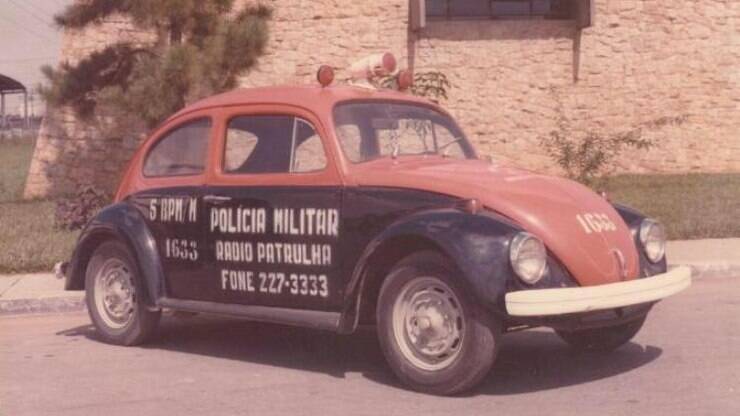 5 BPM/M
1633
POLÍCIA MILITAR
RADIO PATRULHA
FONE 227-3333
1633